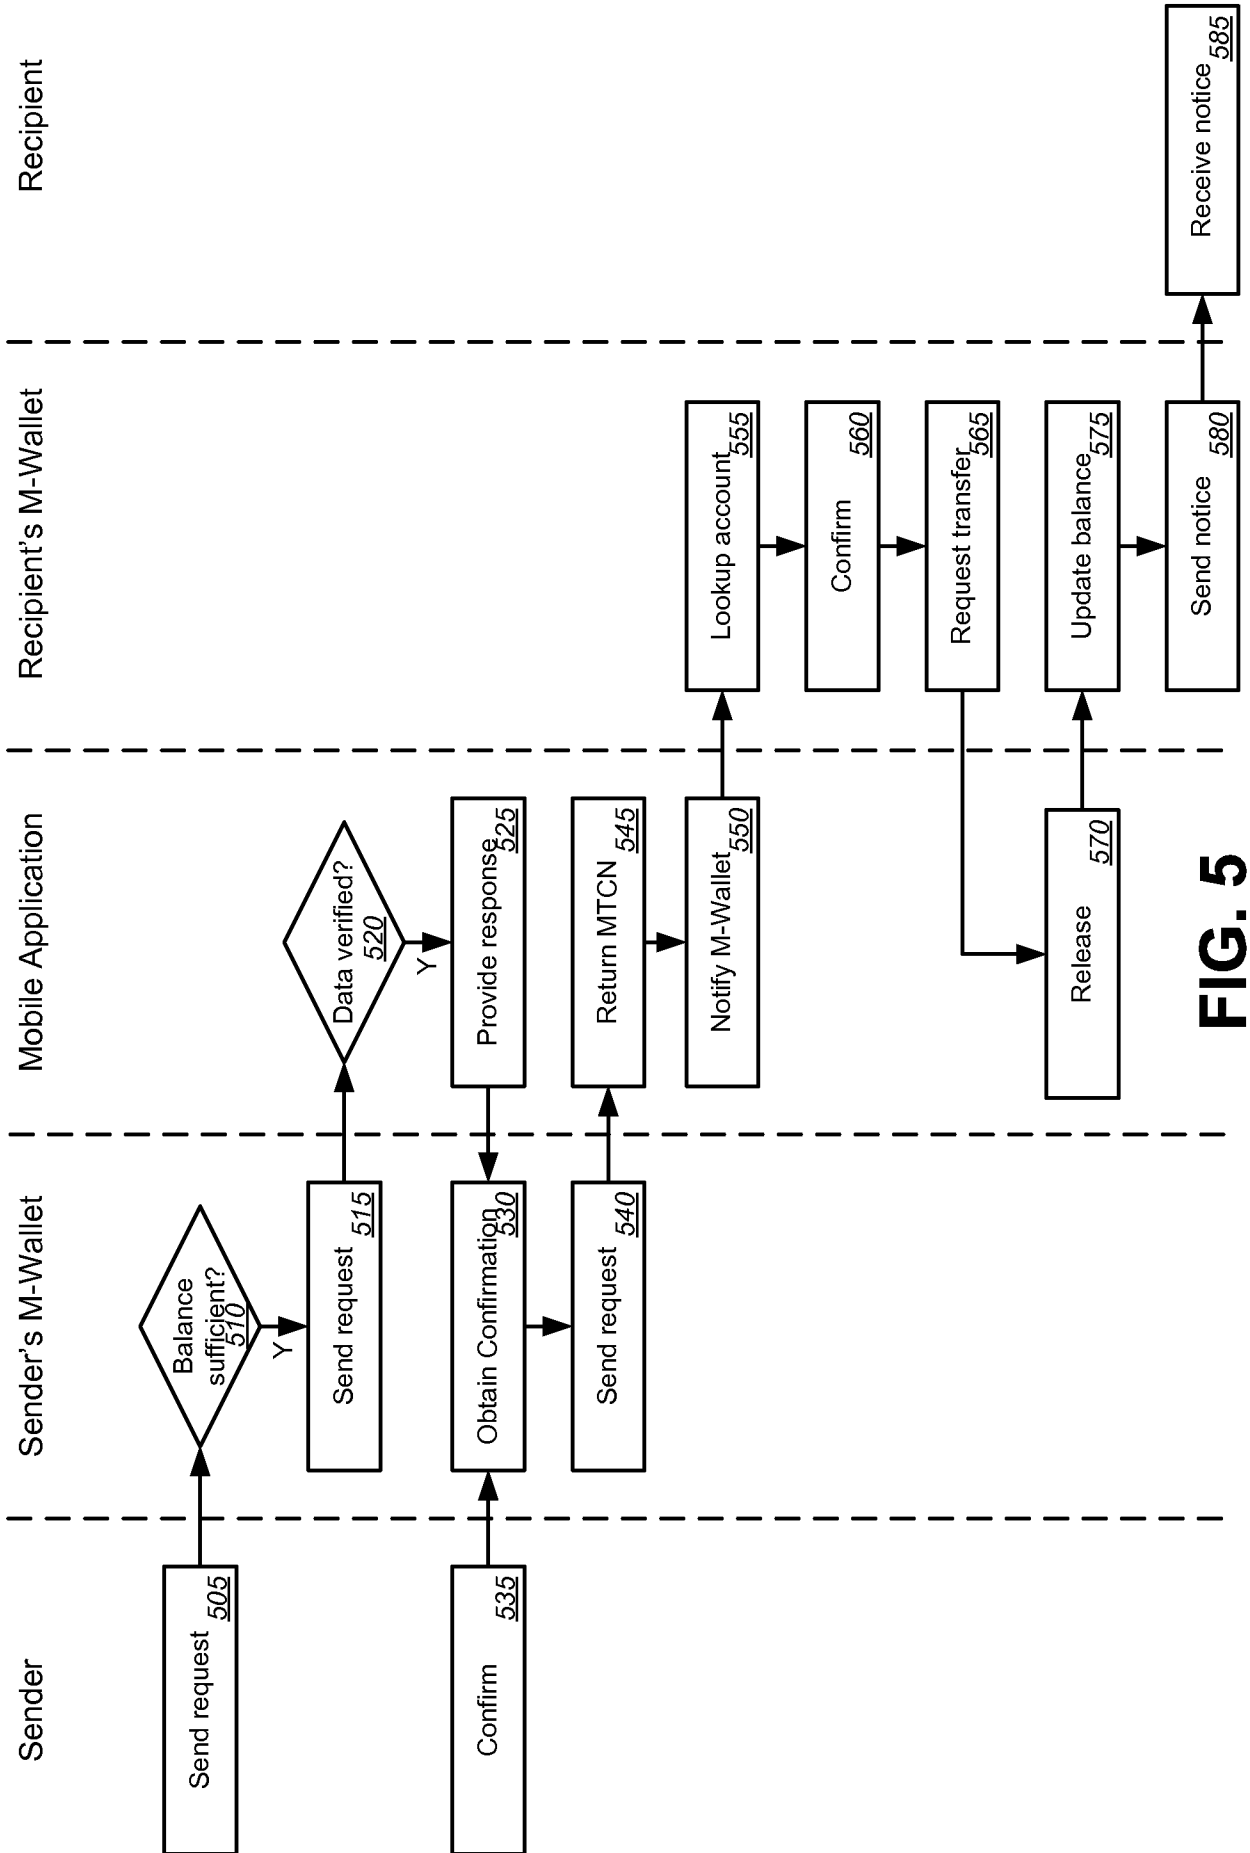 Sender
Sender's M-Wallet
Mobile Application
Recipient's M-Wallet
Recipient
Send request
505
Balance
sufficient?
510
Y
Send request
515
Data verified?
520
Y
Provide response
525
Obtain Confirmation
530
Confirm
535
Send request
540
Return MTCN
545
Notify M-Wallet
550
Lookup account
555
Confirm
560
Request transfer
565
Release
570
Update balance
575
Send notice
580
Receive notice
585
FIG. 5